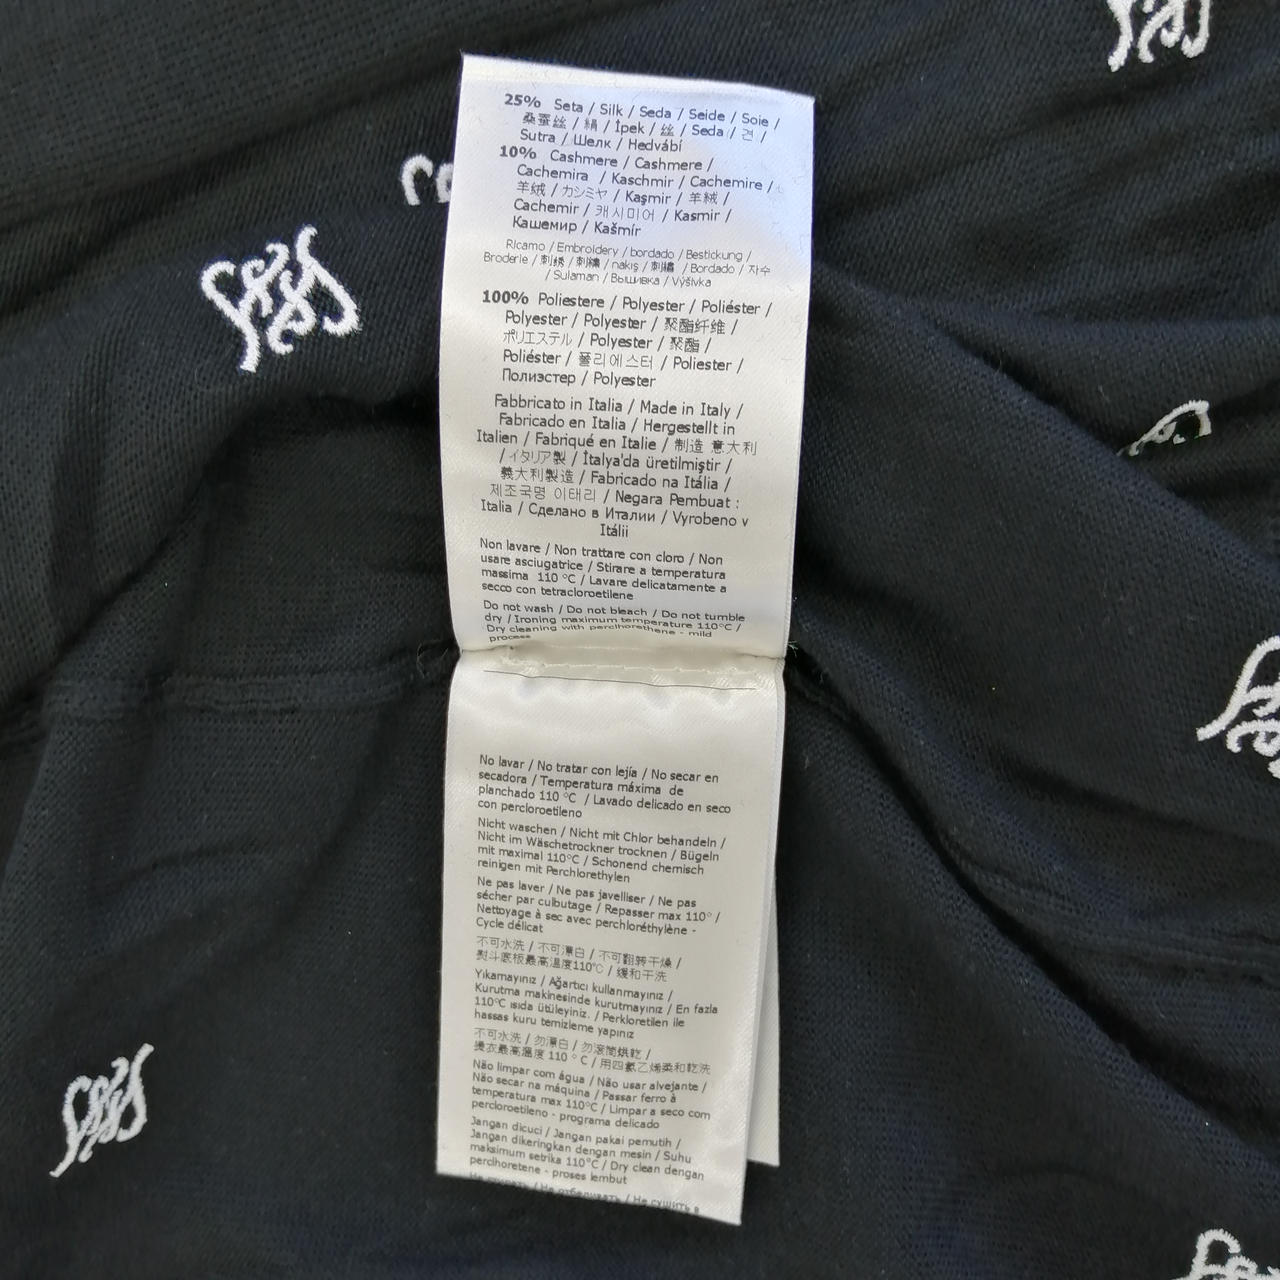 25% Seta / Silk / Seda / Seide / Soie /
桑蚕丝 / 絹 / İpek / 丝 / Seda / 견 /
Sutra / Шелк / Hedvábí
10% Cashmere / Cashmere /
Cachemira / Kaschmir / Cachemire /
羊绒 / カシミヤ / Kaşmir / 羊絨 /
Cachemir / 캐시미어 / Kasmir /
Кашемир / Kašmír
Ricamo / Embroidery / bordado / Bestickung /
Broderie / 刺绣 / 刺繡 / nakış / 刺繡 / Bordado / 자수
/ Sulaman / Вышивка / Výšivka
100% Poliestere / Polyester / Poliéster /
Polyester / Polyester / 聚酯纤维 /
ポリエステル / Polyester / 聚酯 /
Poliéster / 폴리에스터 / Poliester /
Полиэстер / Polyester
Fabbricato in Italia / Made in Italy /
Fabricado en Italia / Hergestellt in
Italien / Fabriqué en Italie / 制造 意大利
/ イタリア製 / İtalya'da üretilmiştir /
義大利製造 / Fabricado na Itália /
제조국명 이태리 / Negara Pembuat :
Italia / Сделано в Италии / Vyrobeno v
Itálii
Non lavare / Non trattare con cloro / Non
usare asciugatrice / Stirare a temperatura
massima 110 °C / Lavare delicatamente a
secco con tetracloroetilene
Do not wash / Do not bleach / Do not tumble
dry / Ironing maximum temperature 110°C /
Dry cleaning with perclhorethene - mild
process
No lavar / No tratar con lejía / No secar en
secadora / Temperatura máxima de
planchado 110 °C / Lavado delicado en seco
con percloroetileno
Nicht waschen / Nicht mit Chlor behandeln /
Nicht im Wäschetrockner trocknen / Bügeln
mit maximal 110°C / Schonend chemisch
reinigen mit Perchlorethylen
Ne pas laver / Ne pas javelliser / Ne pas
sécher par culbutage / Repasser max 110° /
Nettoyage à sec avec perchloréthylène -
Cycle délicat
不可水洗 / 不可漂白 / 不可翻转干燥 /
熨斗底板最高温度110°C / 缓和干洗
Yıkamayınız / Ağartıcı kullanmayınız /
Kurutma makinesinde kurutmayınız / En fazla
110°C ısıda ütüleyiniz. / Perkloretilen ile
hassas kuru temizleme yapınız
不可水洗 / 勿漂白 / 勿滾筒烘乾 /
燙衣最高溫度 110 ° C / 用四氯乙烯柔和乾洗
Não limpar com água / Não usar alvejante /
Não secar na máquina / Passar ferro à
temperatura max 110°C / Limpar a seco com
percloroetileno - programa delicado
Jangan dicuci / Jangan pakai pemutih /
Jangan dikeringkan dengan mesin / Suhu
maksimum setrika 110°C / Dry clean dengan
perclhoretene - proses lembut
Не стирать / Не отбеливать / Не сушить в